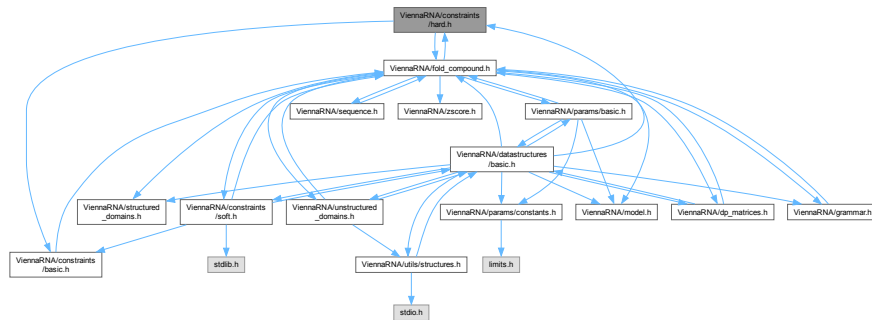 ViennaRNA/constraints
/hard.h
ViennaRNA/fold_compound.h
ViennaRNA/sequence.h
ViennaRNA/zscore.h
ViennaRNA/params/basic.h
ViennaRNA/datastructures
/basic.h
ViennaRNA/structured
_domains.h
ViennaRNA/constraints
/soft.h
ViennaRNA/unstructured
_domains.h
ViennaRNA/params/constants.h
ViennaRNA/model.h
ViennaRNA/dp_matrices.h
ViennaRNA/grammar.h
ViennaRNA/constraints
/basic.h
stdlib.h
ViennaRNA/utils/structures.h
limits.h
stdio.h